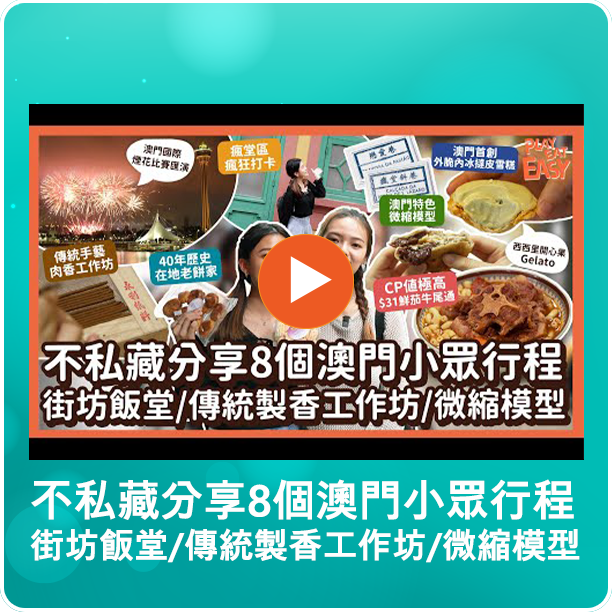 澳門國際
煙花比賽匯演
瘋堂區
瘋狂打卡
瘋堂斜巷
CALÇADA DA
澳門特色
微縮模型
澳門首創
外脆內冰撻皮雪糕
PLAY
EAT
EASY
傳統手藝
肉香工作坊
40年歷史
在地老餅家
西西里開心果
Gelato
CP值極高
$31鮮茄牛尾通
不私藏分享8個澳門小眾行程
街坊飯堂/傳統製香工作坊/微縮模型
不私藏分享8個澳門小眾行程
街坊飯堂/傳統製香工作坊/微縮模型